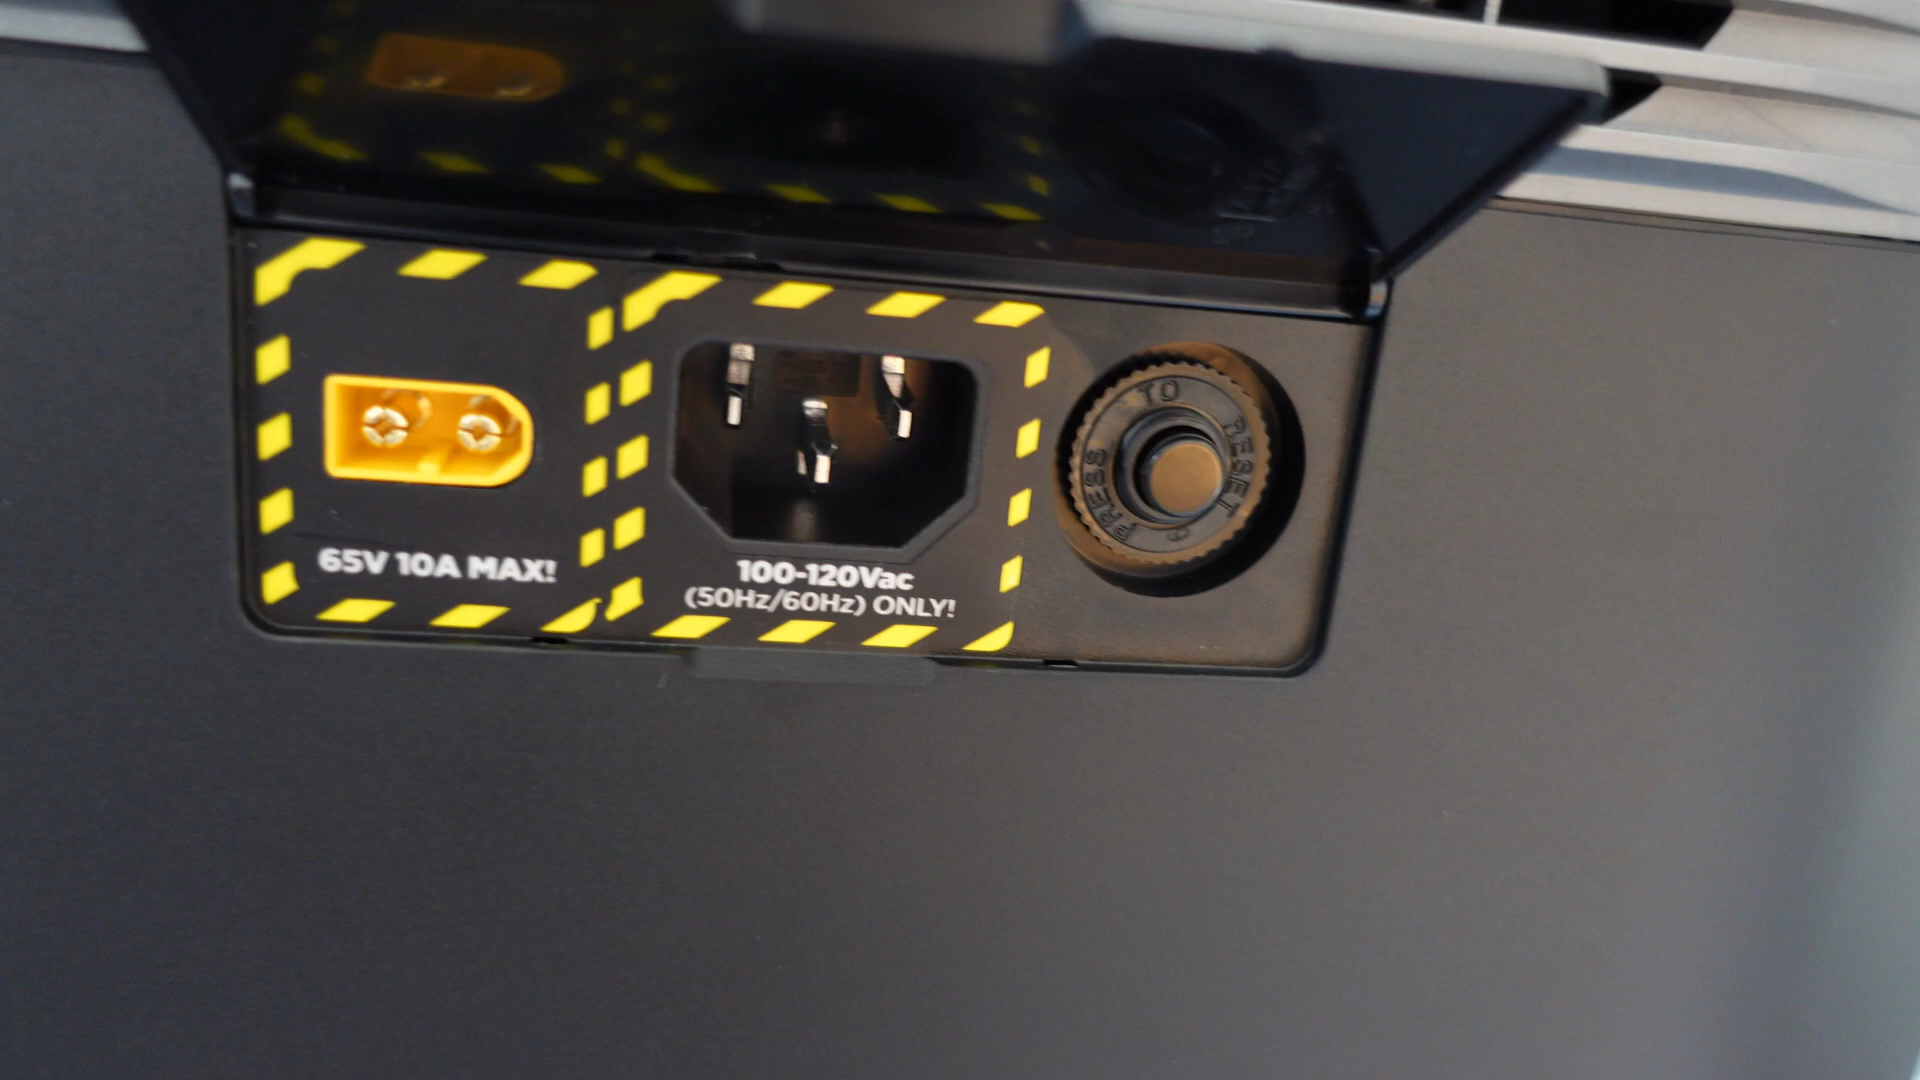 65V 10A MAX!
100-120Vac
(50Hz/60Hz) ONLY!
PRESS TO RESET